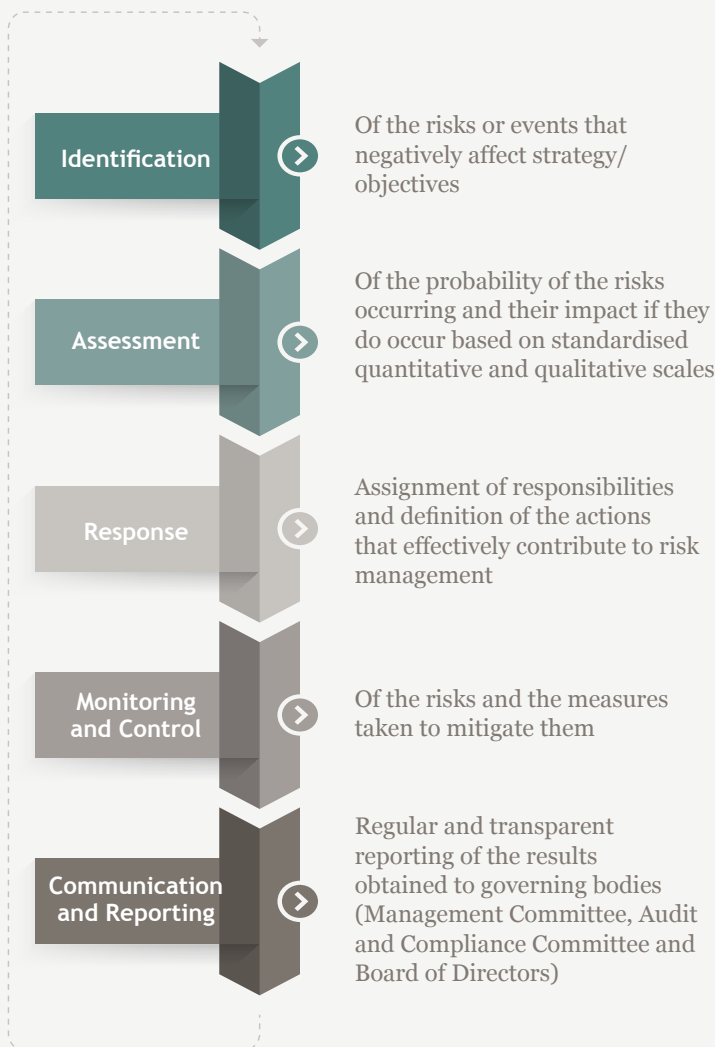 Identification
Of the risks or events that
negatively affect strategy/
objectives
Assessment
Of the probability of the risks
occurring and their impact if they
do occur based on standardised
quantitative and qualitative scales
Response
Assignment of responsibilities
and definition of the actions
that effectively contribute to risk
management
Monitoring
and Control
Of the risks and the measures
taken to mitigate them
Communication
and Reporting
Regular and transparent
reporting of the results
obtained to governing bodies
(Management Committee, Audit
and Compliance Committee and
Board of Directors)